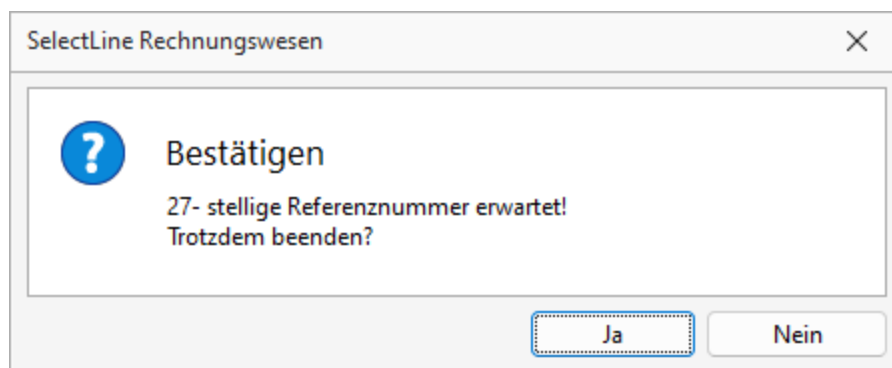 SelectLine Rechnungswesen
Bestätigen
27- stellige Referenznummer erwartet!
Trotzdem beenden?
Ja
Nein